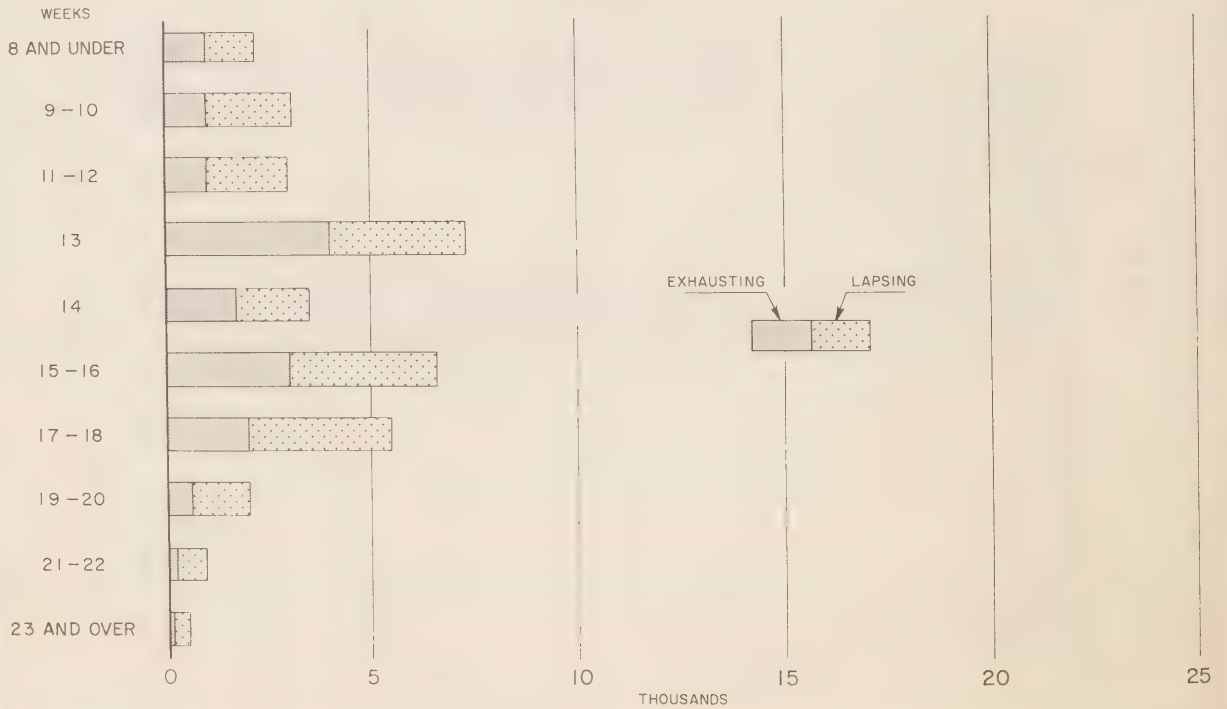 WEEKS
8 AND UNDER
9-10
11-12
13
14
EXHAUSTING LAPSING
15-16
17-18
19-20
21-22
23 AND OVER
0 5 10 15 20 25
THOUSANDS